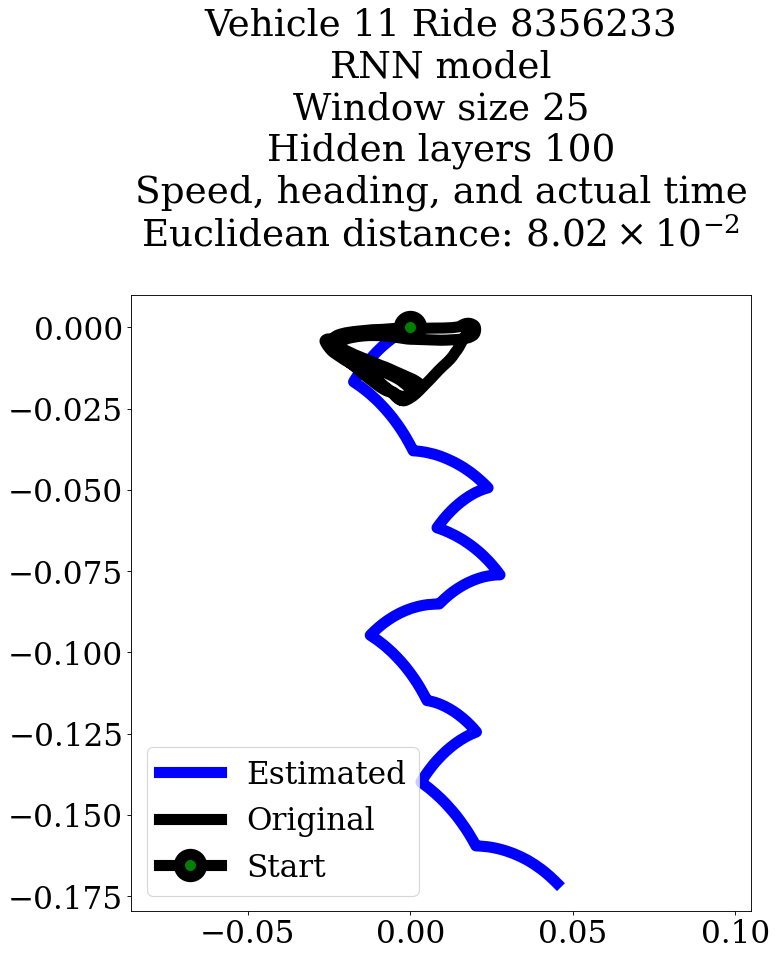 Vehicle 11 Ride 8356233
RNN model
Window size 25
Hidden layers 100
Speed, heading, and actual time
Euclidean distance: 8.02 × 10⁻²
0.000
−0.025
−0.050
−0.075
−0.100
−0.125
−0.150
−0.175
Estimated
Original
Start
−0.05 0.00 0.05 0.10